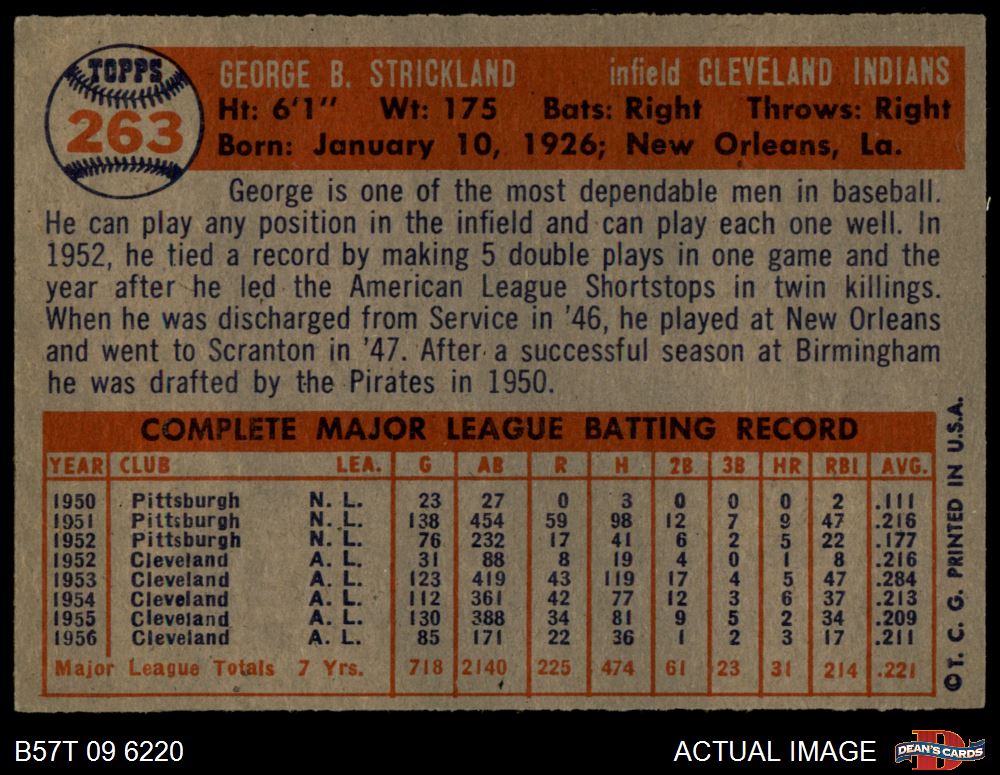 TOPPS
263
GEORGE B. STRICKLAND infield CLEVELAND INDIANS
Ht: 6'1" Wt: 175 Bats: Right Throws: Right
Born: January 10, 1926; New Orleans, La.
George is one of the most dependable men in baseball.
He can play any position in the infield and can play each one well. In
1952, he tied a record by making 5 double plays in one game and the
year after he led the American League Shortstops in twin killings.
When he was discharged from Service in '46, he played at New Orleans
and went to Scranton in '47. After a successful season at Birmingham
he was drafted by the Pirates in 1950.
COMPLETE MAJOR LEAGUE BATTING RECORD
YEAR CLUB LEA. G AB R H 2B 3B HR RBI AVG.
1950 Pittsburgh N. L. 23 27 0 3 0 0 0 2 .111
1951 Pittsburgh N. L. 138 454 59 98 12 7 9 47 .216
1952 Pittsburgh N. L. 76 232 17 41 6 2 5 22 .177
1952 Cleveland A. L. 31 88 8 19 4 0 1 8 .216
1953 Cleveland A. L. 123 419 43 119 17 4 5 47 .284
1954 Cleveland A. L. 112 361 42 77 12 3 6 37 .213
1955 Cleveland A. L. 130 388 34 81 9 5 2 34 .209
1956 Cleveland A. L. 85 171 22 36 1 2 3 17 .211
Major League Totals 7 Yrs. 718 2140 225 474 61 23 31 214 .221
©T. C. G. PRINTED IN U.S.A.
B57T 09 6220 ACTUAL IMAGE
DEAN'S CARDS